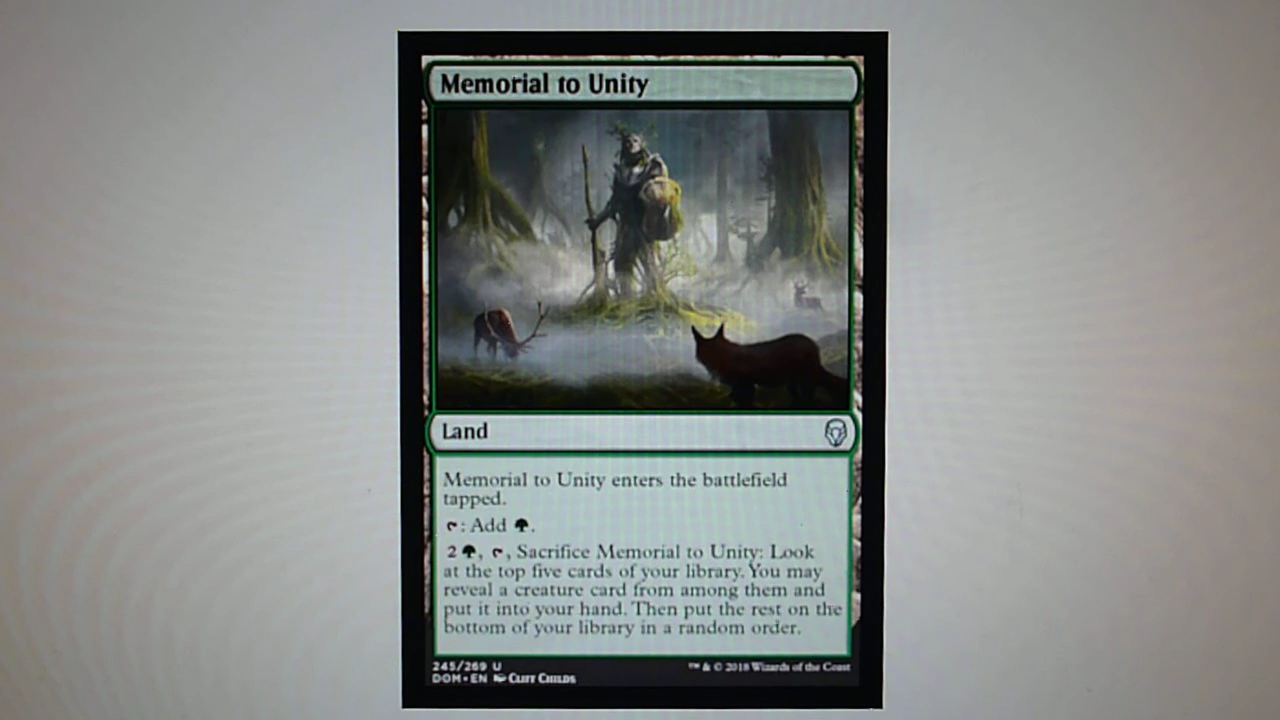 Memorial to Unity
Land
Memorial to Unity enters the battlefield
tapped.
: Add .
2 , , Sacrifice Memorial to Unity: Look
at the top five cards of your library. You may
reveal a creature card from among them and
put it into your hand. Then put the rest on the
bottom of your library in a random order.
245/269 U
™ & © 2018 Wizards of the Coast
DOM • EN Cliff Childs